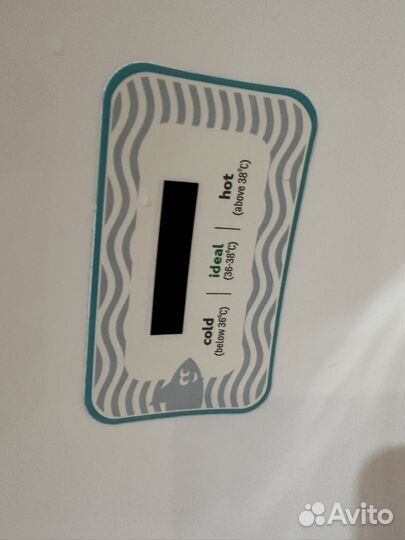 cold | ideal | hot
(below 36°C) (36-38°C) (above 38°C)
Avito